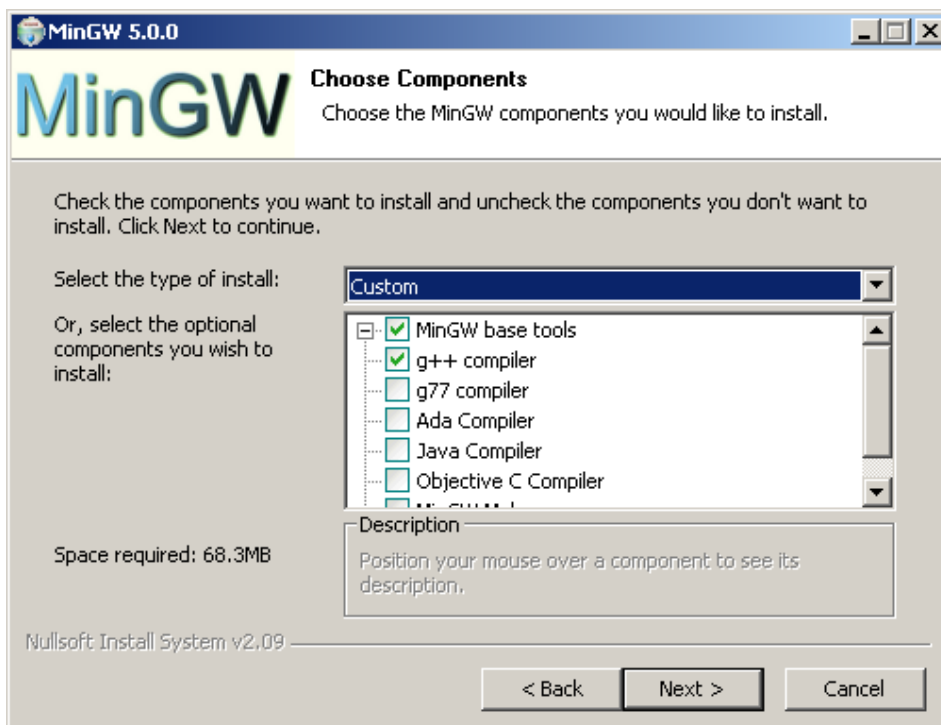 MinGW 5.0.0
MinGW
Choose Components
Choose the MinGW components you would like to install.
Check the components you want to install and uncheck the components you don't want to
install. Click Next to continue.
Select the type of install:
Custom
Or, select the optional
components you wish to
install:
MinGW base tools
g++ compiler
g77 compiler
Ada Compiler
Java Compiler
Objective C Compiler
Space required: 68.3MB
Description
Position your mouse over a component to see its
description.
Nullsoft Install System v2.09
< Back
Next >
Cancel